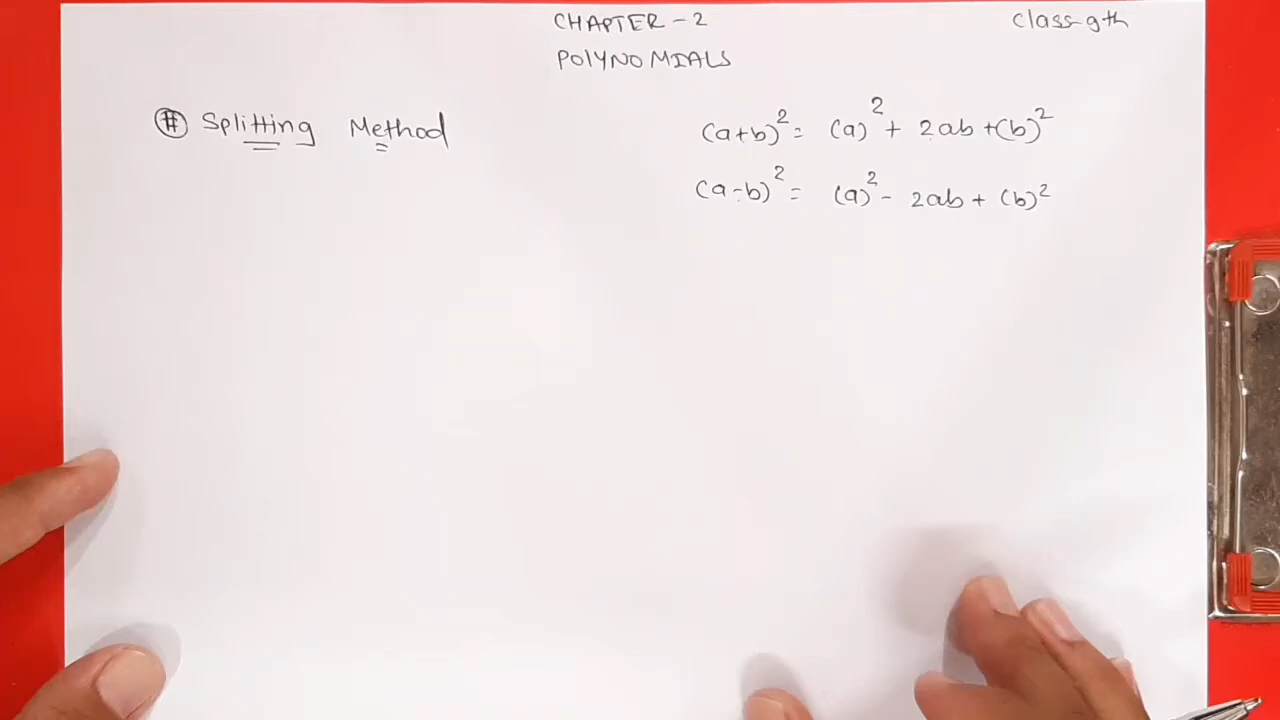 CHAPTER - 2
Class-9th
POLYNOMIALS
# Splitting Method
(a+b)² = (a)² + 2ab +(b)²
(a-b)² = (a)² - 2ab + (b)²